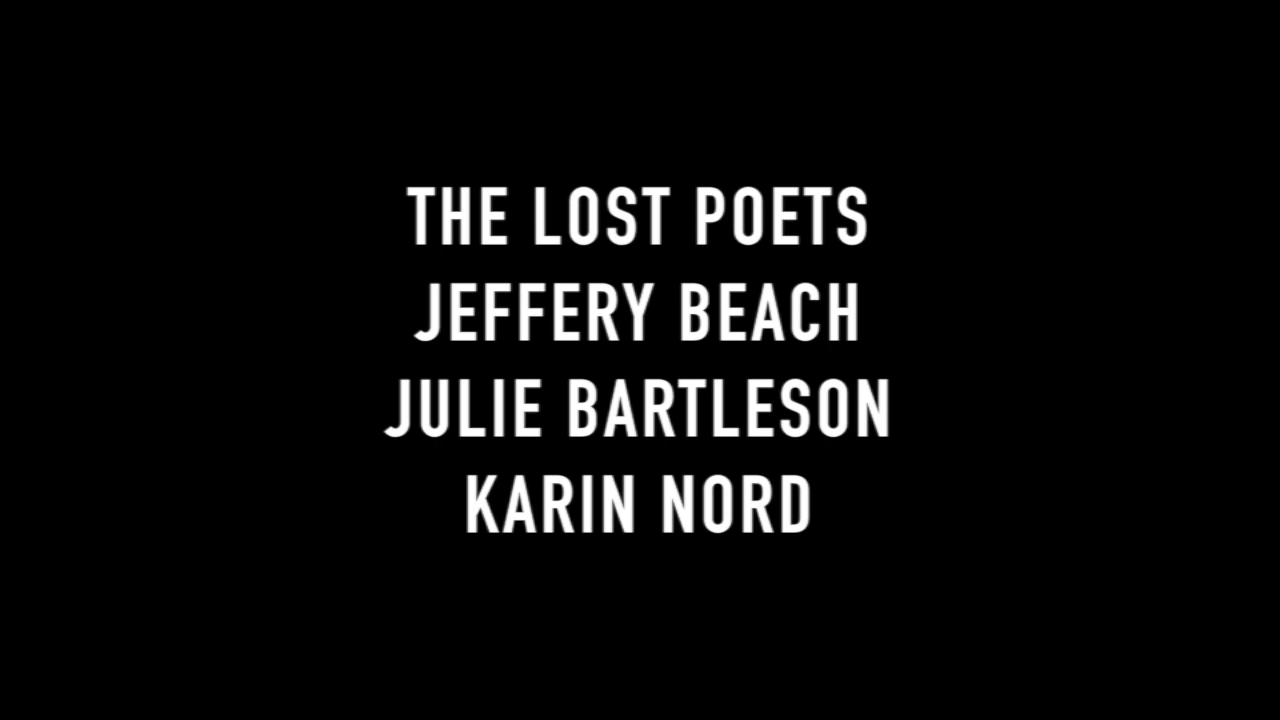 THE LOST POETS
JEFFERY BEACH
JULIE BARTLESON
KARIN NORD